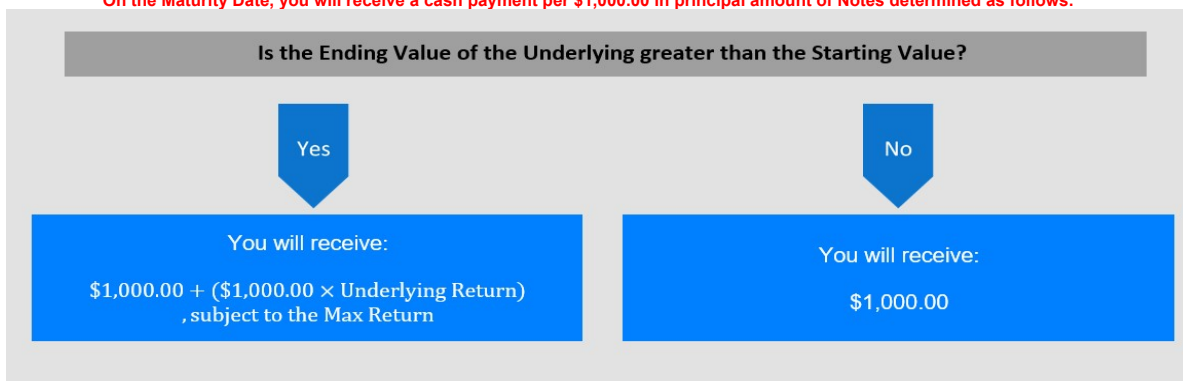 On the Maturity Date, you will receive a cash payment per $1,000.00 in principal amount of Notes determined as follows:
Is the Ending Value of the Underlying greater than the Starting Value?
Yes
No
You will receive:
$1,000.00 + ($1,000.00 × Underlying Return)
, subject to the Max Return
You will receive:
$1,000.00